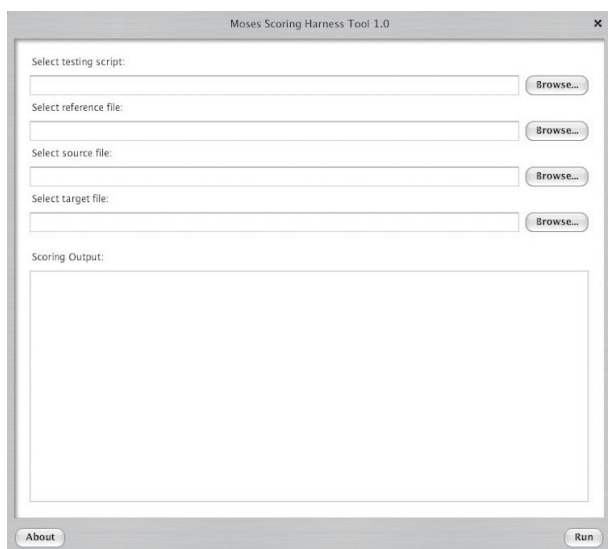 Moses Scoring Harness Tool 1.0 ×
Select testing script:
Browse...
Select reference file:
Browse...
Select source file:
Browse...
Select target file:
Browse...
Scoring Output:
About Run